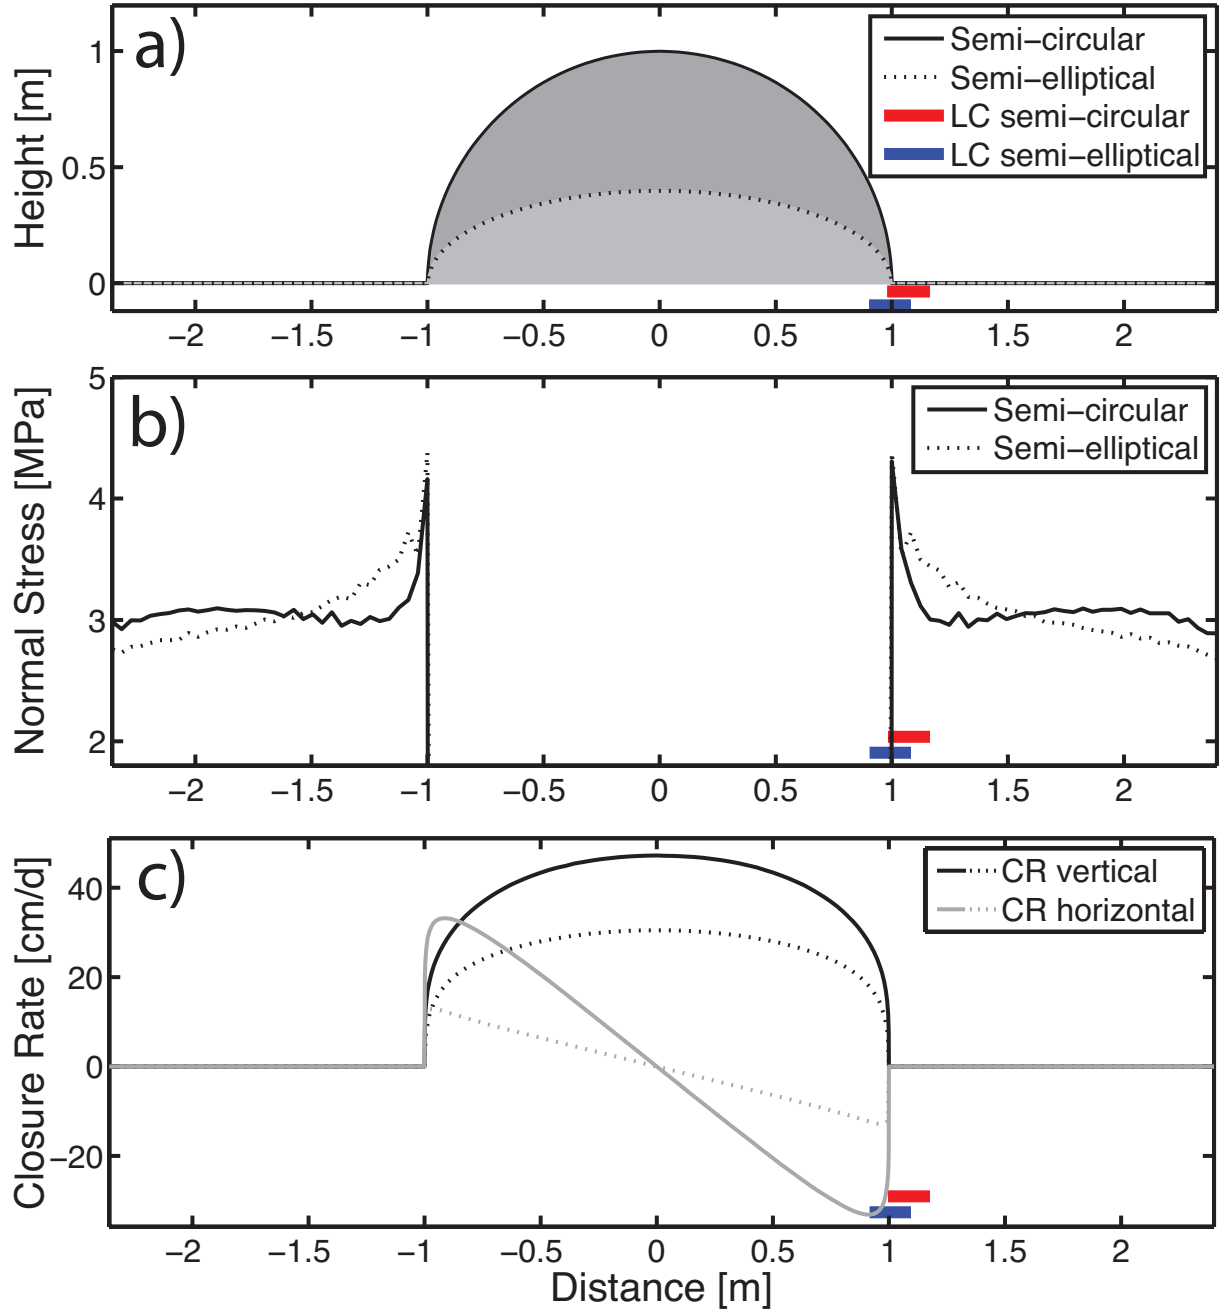 a)
Height [m]
1
0.5
0
Semi−circular
Semi−elliptical
LC semi−circular
LC semi−elliptical
−2 −1.5 −1 −0.5 0 0.5 1 1.5 2
b)
Normal Stress [MPa]
5
4
3
2
Semi−circular
Semi−elliptical
−2 −1.5 −1 −0.5 0 0.5 1 1.5 2
c)
Closure Rate [cm/d]
40
20
0
−20
CR vertical
CR horizontal
−2 −1.5 −1 −0.5 0 0.5 1 1.5 2
Distance [m]